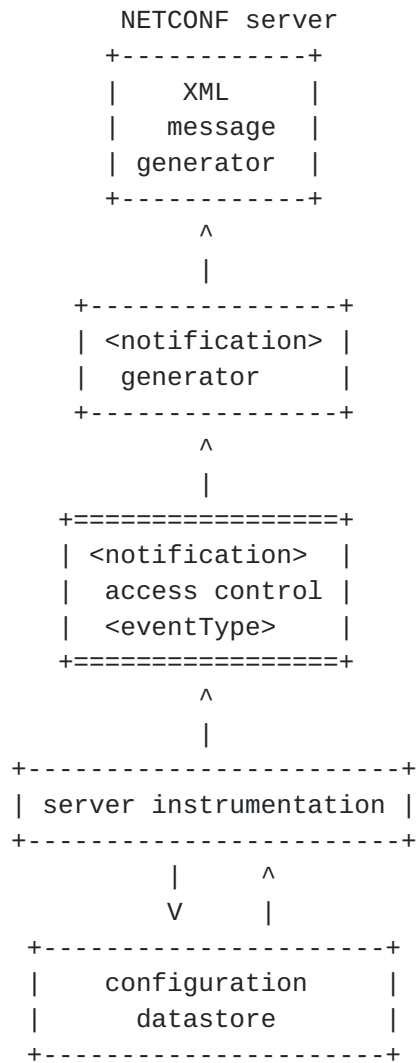 NETCONF server
+------------+
|    XML     |
|   message  |
| generator  |
+------------+
^
|
+----------------+
| <notification> |
|  generator     |
+----------------+
^
|
+=================+
| <notification>  |
|  access control |
|  <eventType>    |
+=================+
^
|
+------------------------+
| server instrumentation |
+------------------------+
|     ^
V     |
+----------------------+
|    configuration     |
|      datastore       |
+----------------------+